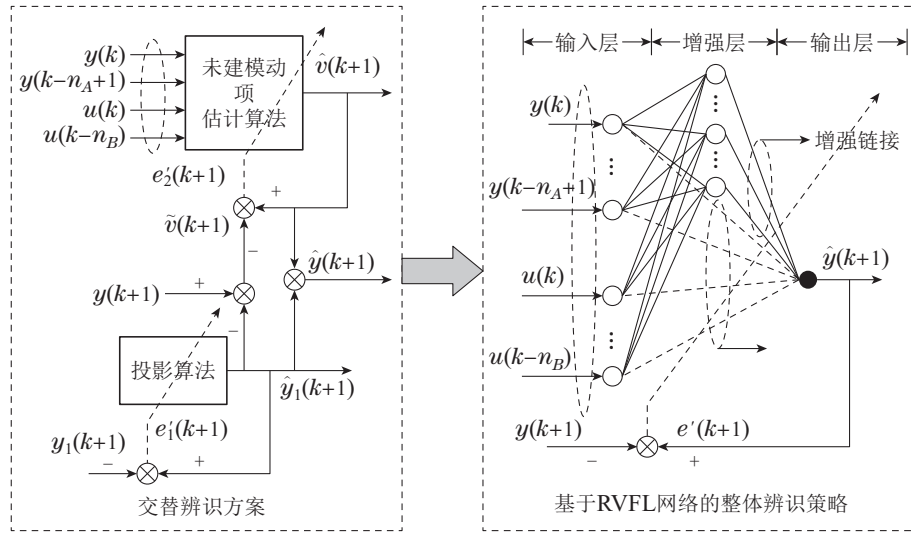 y(k)
y(k−n_A+1)
u(k)
u(k−n_B)
未建模动
项
估计算法
v̂(k+1)
e′₂(k+1)
+
ṽ(k+1)
−
ŷ(k+1)
y(k+1)
+
−
投影算法
ŷ₁(k+1)
y₁(k+1)
e′₁(k+1)
−
+
交替辨识方案
输入层
增强层
输出层
y(k)
增强链接
y(k−n_A+1)
ŷ(k+1)
u(k)
u(k−n_B)
y(k+1)
e′(k+1)
−
+
基于RVFL网络的整体辨识策略